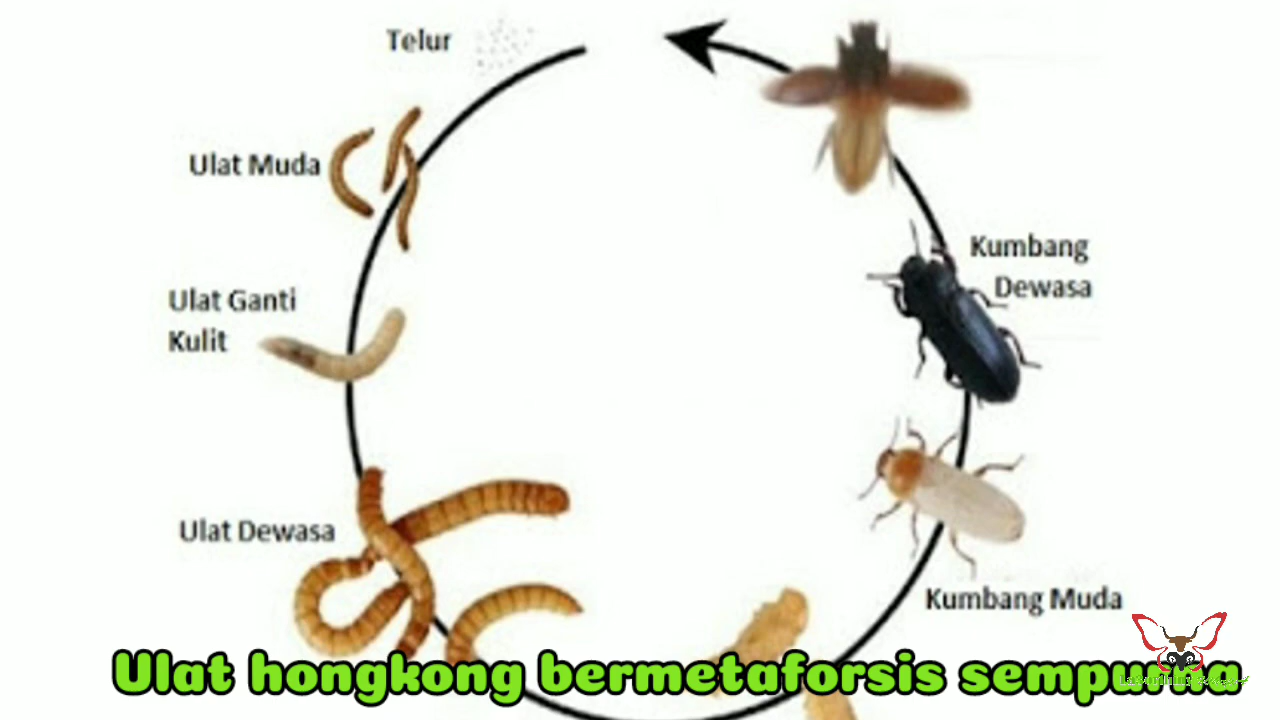 Telur
Ulat Muda
Ulat Ganti
Kulit
Ulat Dewasa
Kumbang
Dewasa
Kumbang Muda
Ulat hongkong bermetaforsis sempurna